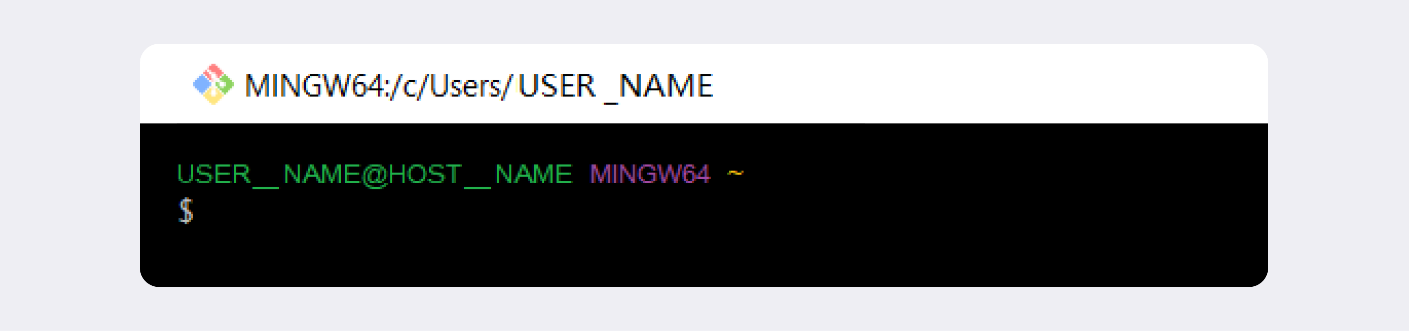 MINGW64:/c/Users/ USER _NAME
USER__NAME@HOST__NAME MINGW64 ~
$